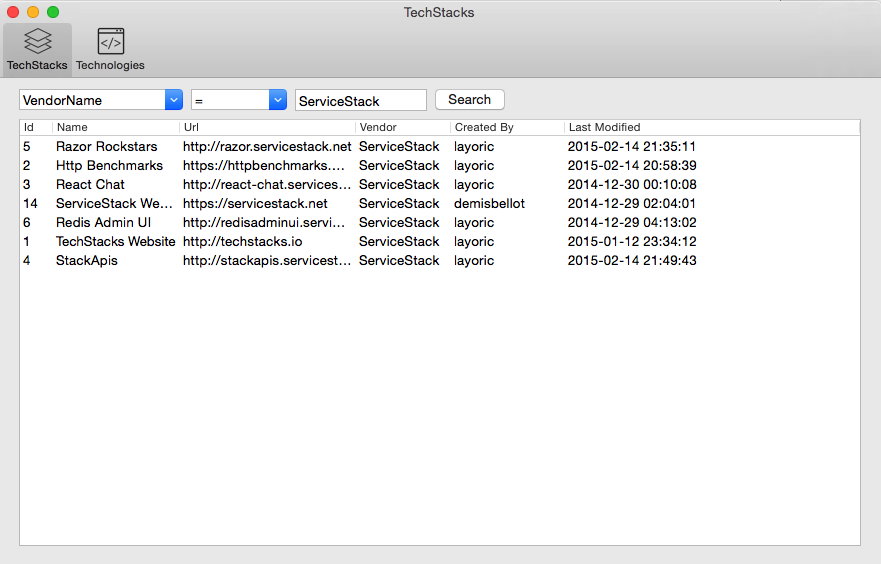 TechStacks
TechStacks Technologies
VendorName = ServiceStack Search
Id Name Url Vendor Created By Last Modified
5 Razor Rockstars http://razor.servicestack.net ServiceStack layoric 2015-02-14 21:35:11
2 Http Benchmarks https://httpbenchmarks.... ServiceStack layoric 2015-02-14 20:58:39
3 React Chat http://react-chat.services... ServiceStack layoric 2014-12-30 00:10:08
14 ServiceStack We... https://servicestack.net ServiceStack demisbellot 2014-12-29 02:04:01
6 Redis Admin UI http://redisadminui.servi... ServiceStack layoric 2014-12-29 04:13:02
1 TechStacks Website http://techstacks.io ServiceStack layoric 2015-01-12 23:34:12
4 StackApis http://stackapis.servicest... ServiceStack layoric 2015-02-14 21:49:43